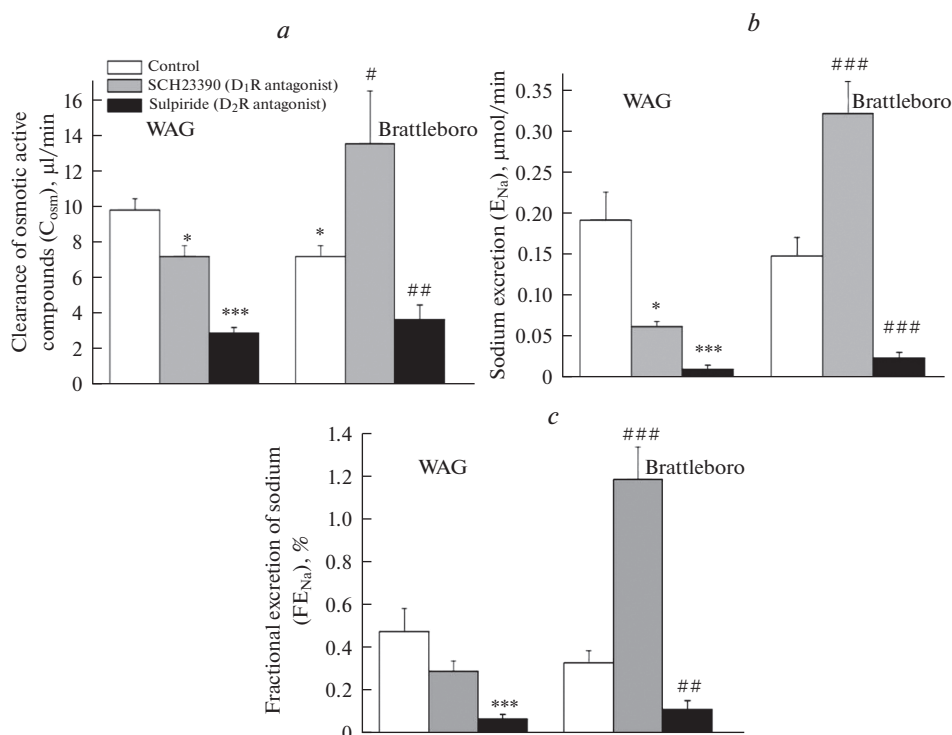 a
Control
SCH23390 (D₁R antagonist)
Sulpiride (D₂R antagonist)
WAG
Brattleboro
Clearance of osmotic active
compounds (Cosm), µl/min
16
14
12
10
8
6
4
2
0
*
***
*
#
##
b
WAG
Brattleboro
Sodium excretion (ENa), µmol/min
0.35
0.30
0.25
0.20
0.15
0.10
0.05
0
*
***
###
###
c
WAG
Brattleboro
Fractional excretion of sodium
(FENa), %
1.4
1.2
1.0
0.8
0.6
0.4
0.2
0
***
###
##